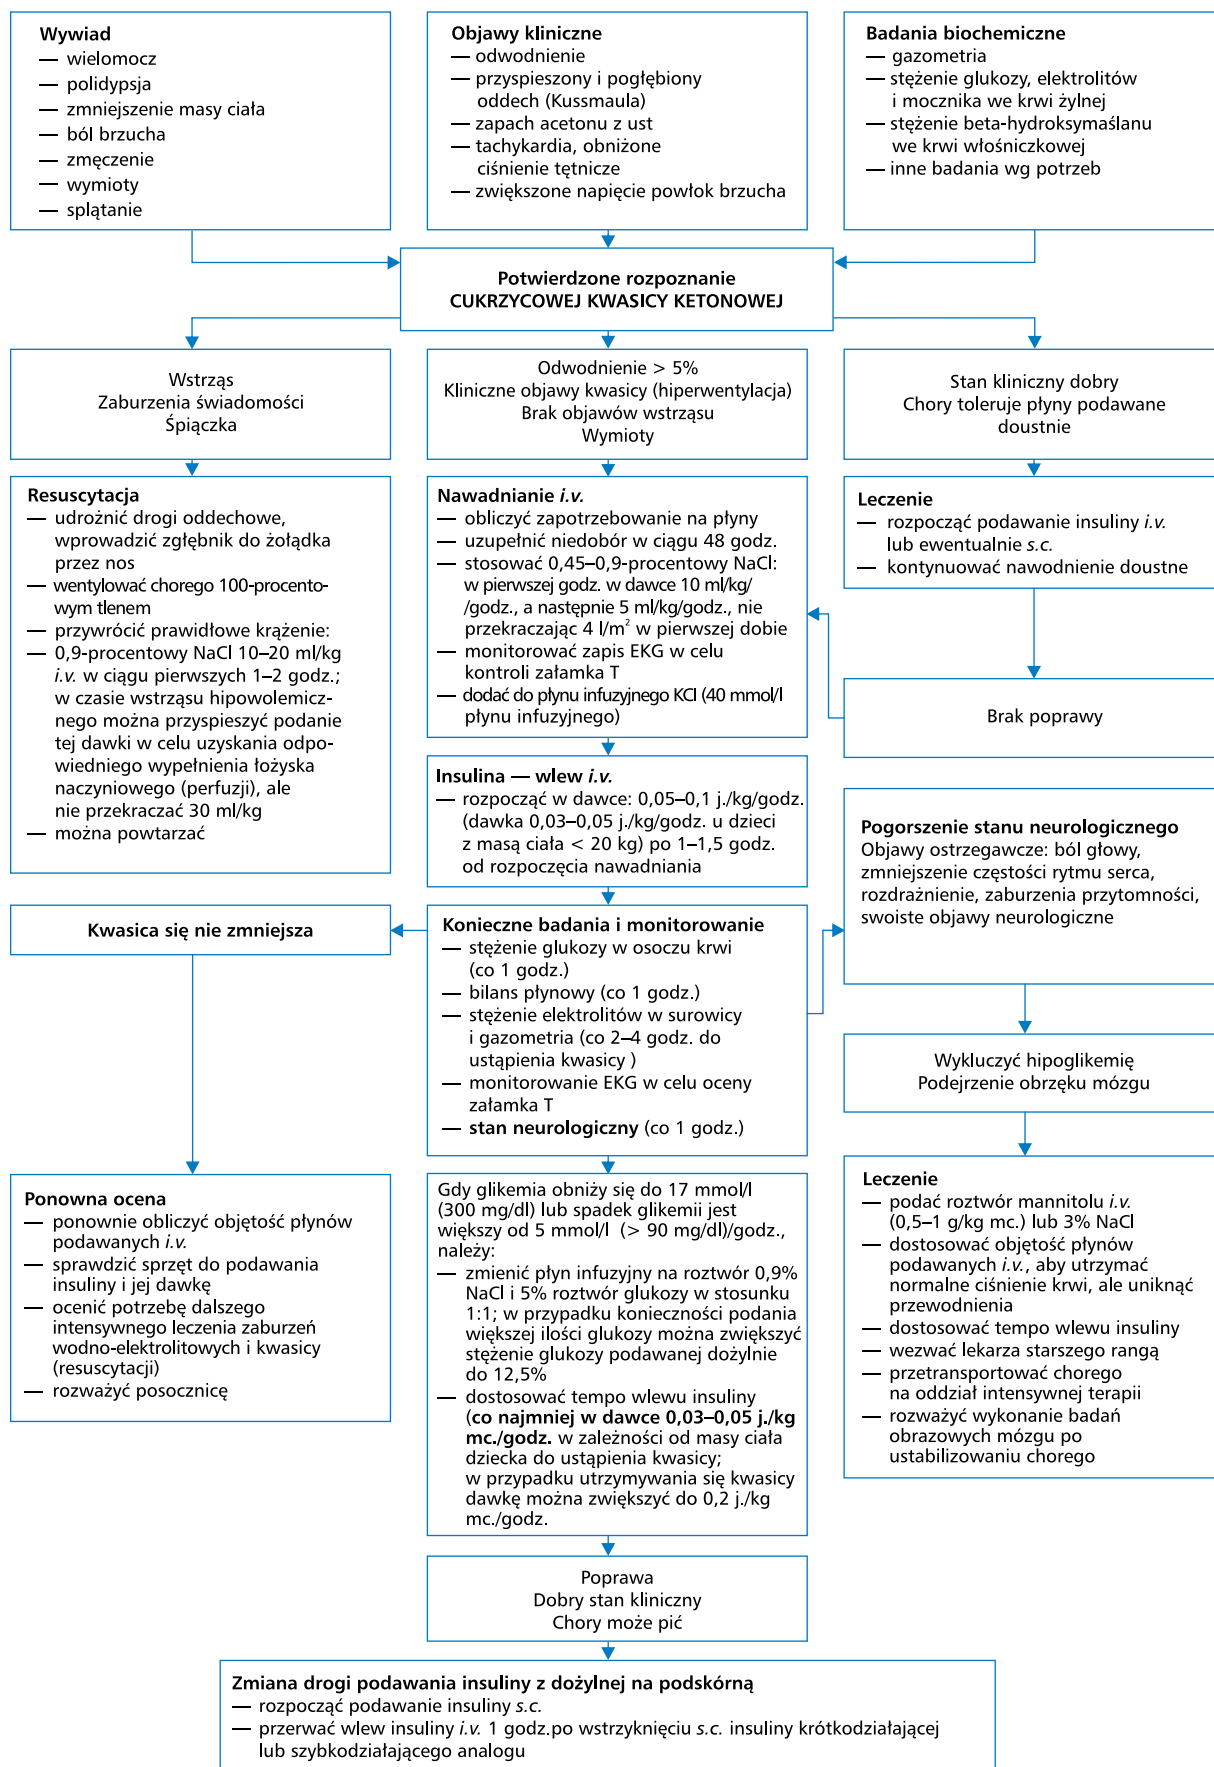 Wywiad
— wielomocz
— polidypsja
— zmniejszenie masy ciała
— ból brzucha
— zmęczenie
— wymioty
— splątanie
Objawy kliniczne
— odwodnienie
— przyspieszony i pogłębiony
oddech (Kussmaula)
— zapach acetonu z ust
— tachykardia, obniżone
ciśnienie tętnicze
— zwiększone napięcie powłok brzucha
Badania biochemiczne
— gazometria
— stężenie glukozy, elektrolitów
i mocznika we krwi żylnej
— stężenie beta-hydroksymaślanu
we krwi włośniczkowej
— inne badania wg potrzeb
Potwierdzone rozpoznanie
CUKRZYCOWEJ KWASICY KETONOWEJ
Wstrząs
Zaburzenia świadomości
Śpiączka
Odwodnienie > 5%
Kliniczne objawy kwasicy (hiperwentylacja)
Brak objawów wstrząsu
Wymioty
Stan kliniczny dobry
Chory toleruje płyny podawane
doustnie
Resuscytacja
— udrożnić drogi oddechowe,
wprowadzić zgłębnik do żołądka
przez nos
— wentylować chorego 100-procento-
wym tlenem
— przywrócić prawidłowe krążenie:
— 0,9-procentowy NaCl 10–20 ml/kg
i.v. w ciągu pierwszych 1–2 godz.;
w czasie wstrząsu hipowolemicz-
nego można przyspieszyć podanie
tej dawki w celu uzyskania odpo-
wiedniego wypełnienia łożyska
naczyniowego (perfuzji), ale
nie przekraczać 30 ml/kg
— można powtarzać
Nawadnianie i.v.
— obliczyć zapotrzebowanie na płyny
— uzupełnić niedobór w ciągu 48 godz.
— stosować 0,45–0,9-procentowy NaCl:
w pierwszej godz. w dawce 10 ml/kg/
/godz., a następnie 5 ml/kg/godz., nie
przekraczając 4 l/m² w pierwszej dobie
— monitorować zapis EKG w celu
kontroli załamka T
— dodać do płynu infuzyjnego KCl (40 mmol/l
płynu infuzyjnego)
Leczenie
— rozpocząć podawanie insuliny i.v.
lub ewentualnie s.c.
— kontynuować nawodnienie doustne
Brak poprawy
Insulina — wlew i.v.
— rozpocząć w dawce: 0,05–0,1 j./kg/godz.
(dawka 0,03–0,05 j./kg/godz. u dzieci
z masą ciała < 20 kg) po 1–1,5 godz.
od rozpoczęcia nawadniania
Pogorszenie stanu neurologicznego
Objawy ostrzegawcze: ból głowy,
zmniejszenie częstości rytmu serca,
rozdrażnienie, zaburzenia przytomności,
swoiste objawy neurologiczne
Kwasica się nie zmniejsza
Konieczne badania i monitorowanie
— stężenie glukozy w osoczu krwi
(co 1 godz.)
— bilans płynowy (co 1 godz.)
— stężenie elektrolitów w surowicy
i gazometria (co 2–4 godz. do
ustąpienia kwasicy )
— monitorowanie EKG w celu oceny
załamka T
— stan neurologiczny (co 1 godz.)
Wykluczyć hipoglikemię
Podejrzenie obrzęku mózgu
Ponowna ocena
— ponownie obliczyć objętość płynów
podawanych i.v.
— sprawdzić sprzęt do podawania
insuliny i jej dawkę
— ocenić potrzebę dalszego
intensywnego leczenia zaburzeń
wodno-elektrolitowych i kwasicy
(resuscytacji)
— rozważyć posocznicę
Gdy glikemia obniży się do 17 mmol/l
(300 mg/dl) lub spadek glikemii jest
większy od 5 mmol/l (> 90 mg/dl)/godz.,
należy:
— zmienić płyn infuzyjny na roztwór 0,9%
NaCl i 5% roztwór glukozy w stosunku
1:1; w przypadku konieczności podania
większej ilości glukozy można zwiększyć
stężenie glukozy podawanej dożylnie
do 12,5%
— dostosować tempo wlewu insuliny
(co najmniej w dawce 0,03–0,05 j./kg
mc./godz. w zależności od masy ciała
dziecka do ustąpienia kwasicy;
w przypadku utrzymywania się kwasicy
dawkę można zwiększyć do 0,2 j./kg
mc./godz.
Leczenie
— podać roztwór mannitolu i.v.
(0,5–1 g/kg mc.) lub 3% NaCl
— dostosować objętość płynów
podawanych i.v., aby utrzymać
normalne ciśnienie krwi, ale uniknąć
przewodnienia
— dostosować tempo wlewu insuliny
— wezwać lekarza starszego rangą
— przetransportować chorego
na oddział intensywnej terapii
— rozważyć wykonanie badań
obrazowych mózgu po
ustabilizowaniu chorego
Poprawa
Dobry stan kliniczny
Chory może pić
Zmiana drogi podawania insuliny z dożylnej na podskórną
— rozpocząć podawanie insuliny s.c.
— przerwać wlew insuliny i.v. 1 godz.po wstrzyknięciu s.c. insuliny krótkodziałającej
lub szybkodziałającego analogu